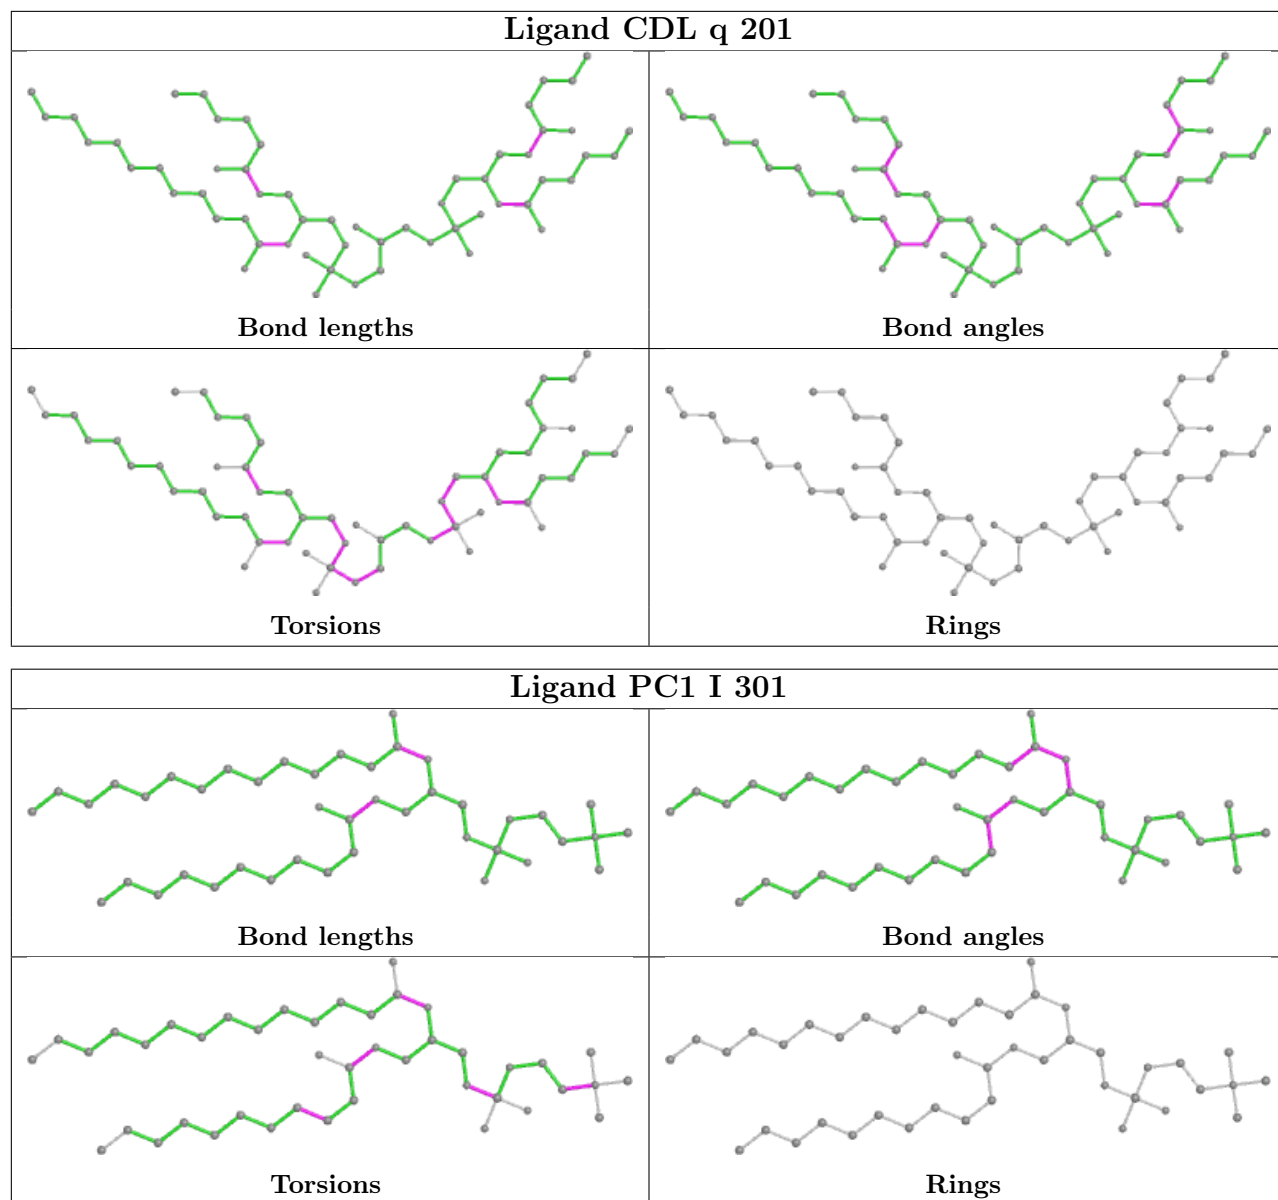 Ligand CDL q 201
Bond lengths
Bond angles
Torsions
Rings
Ligand PC1 I 301
Bond lengths
Bond angles
Torsions
Rings